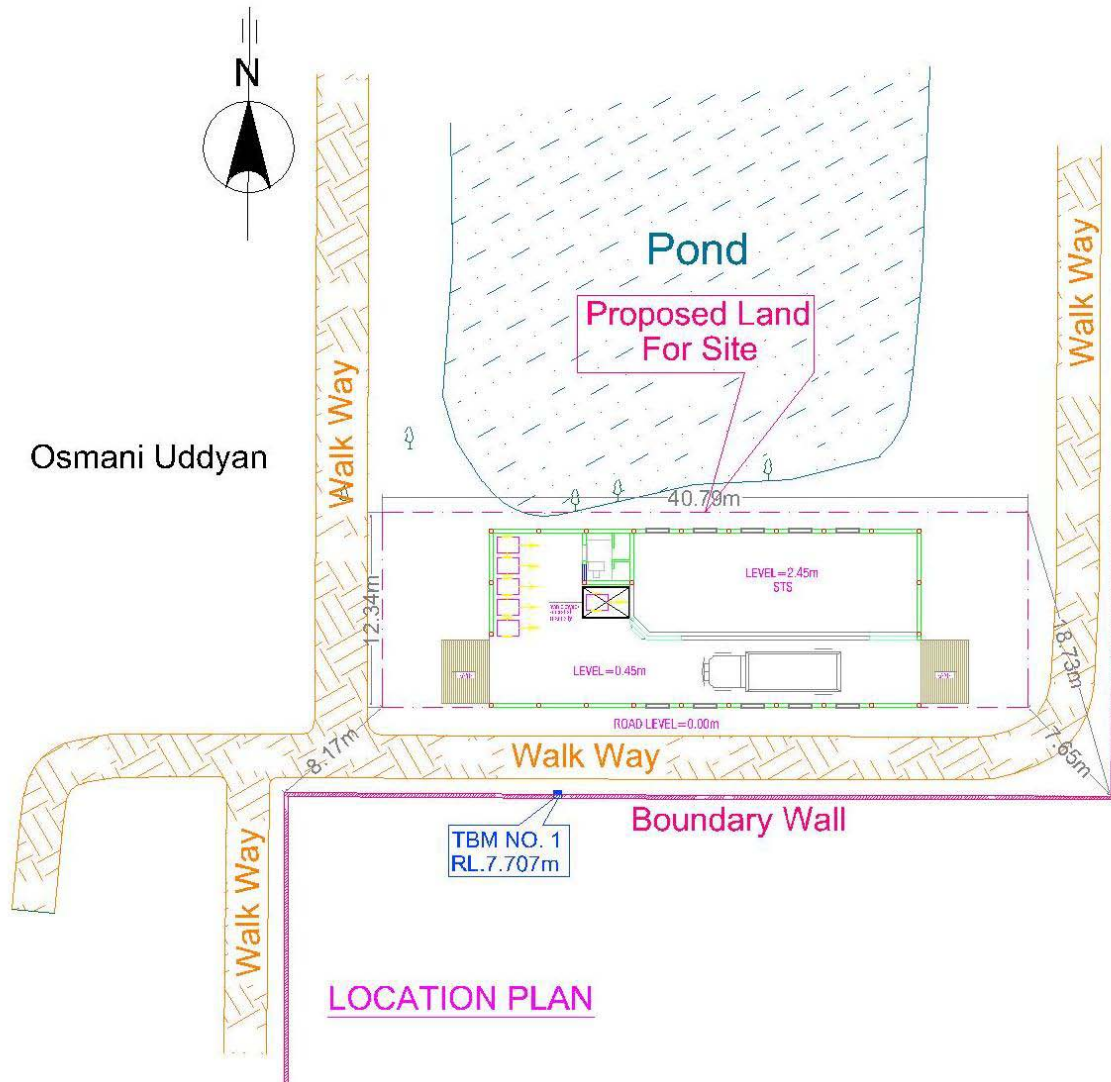 N
Pond
Proposed Land
For Site
Walk Way
Walk Way
Osmani Uddyan
40.79m
12.34m
LEVEL=2.45m
STS
18.73m
LEVEL=0.45m
ROAD LEVEL=0.00m
8.17m
7.65m
Walk Way
Boundary Wall
TBM NO. 1
RL.7.707m
Walk Way
LOCATION PLAN